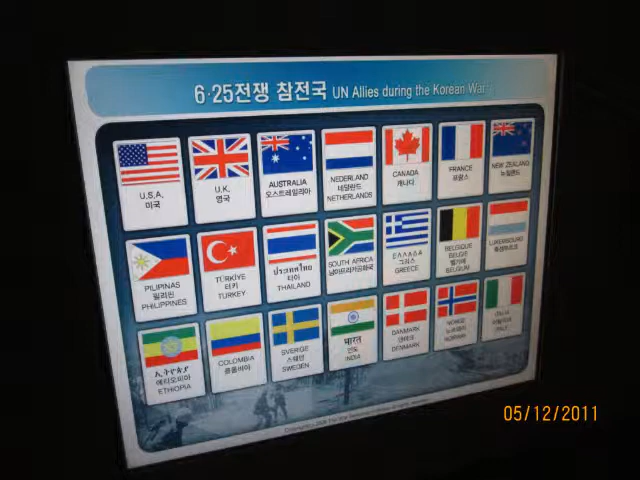 6·25전쟁 참전국 UN Allies during the Korean War
U.S.A.
미국
U.K.
영국
AUSTRALIA
오스트레일리아
NEDERLAND
네덜란드
NETHERLANDS
CANADA
캐나다
FRANCE
프랑스
NEW ZEALAND
뉴질랜드
PILIPINAS
필리핀
PHILIPPINES
TÜRKİYE
터키
TURKEY
ประเทศไทย
타이
THAILAND
SOUTH AFRICA
남아프리카공화국
그리스
GREECE
BELGIQUE
BELGIË
벨기에
BELGIUM
LUXEMBOURG
룩셈부르크
에티오피아
ETHIOPIA
COLOMBIA
콜롬비아
SVERIGE
스웨덴
SWEDEN
भारत
인도
INDIA
DANMARK
덴마크
DENMARK
NORGE
노르웨이
NORWAY
ITALIA
이탈리아
ITALY
05/12/2011